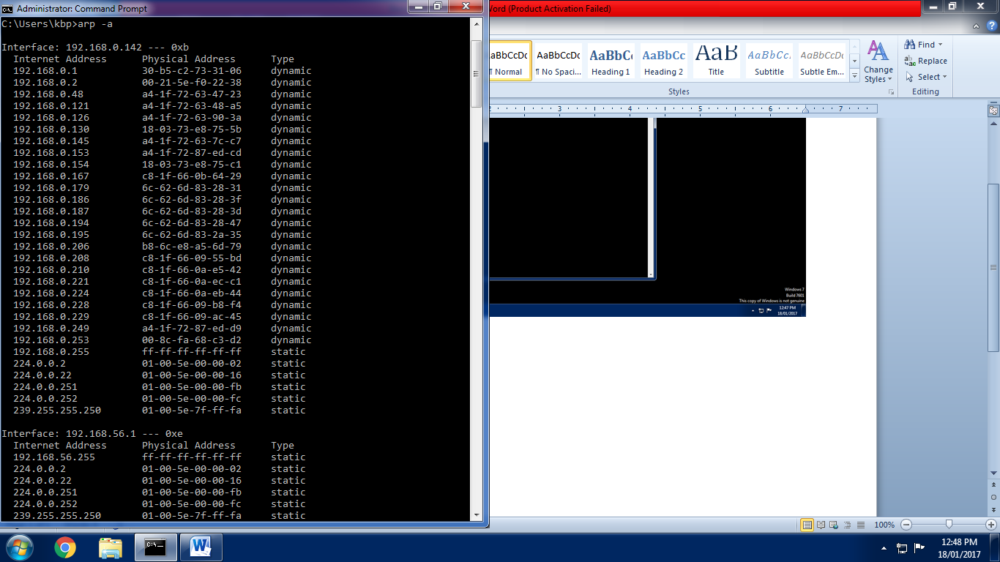 Administrator: Command Prompt
C:\Users\kbp>arp -a
Interface: 192.168.0.142 --- 0xb
Internet Address Physical Address Type
192.168.0.1 30-b5-c2-73-31-06 dynamic
192.168.0.2 00-21-5e-f0-22-38 dynamic
192.168.0.48 a4-1f-72-63-47-23 dynamic
192.168.0.121 a4-1f-72-63-48-a5 dynamic
192.168.0.126 a4-1f-72-63-90-3a dynamic
192.168.0.130 18-03-73-e8-75-5b dynamic
192.168.0.145 a4-1f-72-63-7c-c7 dynamic
192.168.0.153 a4-1f-72-87-ed-cd dynamic
192.168.0.154 18-03-73-e8-75-c1 dynamic
192.168.0.167 c8-1f-66-0b-64-29 dynamic
192.168.0.179 6c-62-6d-83-28-31 dynamic
192.168.0.186 6c-62-6d-83-28-3f dynamic
192.168.0.187 6c-62-6d-83-28-3d dynamic
192.168.0.194 6c-62-6d-83-28-47 dynamic
192.168.0.195 6c-62-6d-83-2a-35 dynamic
192.168.0.206 b8-6c-e8-a5-6d-79 dynamic
192.168.0.208 c8-1f-66-09-55-bd dynamic
192.168.0.210 c8-1f-66-0a-e5-42 dynamic
192.168.0.221 c8-1f-66-0a-ec-c1 dynamic
192.168.0.224 c8-1f-66-0a-eb-44 dynamic
192.168.0.228 c8-1f-66-09-b8-f4 dynamic
192.168.0.229 c8-1f-66-09-ac-45 dynamic
192.168.0.249 a4-1f-72-87-ed-d9 dynamic
192.168.0.253 00-8c-fa-68-c3-d2 dynamic
192.168.0.255 ff-ff-ff-ff-ff-ff static
224.0.0.2 01-00-5e-00-00-02 static
224.0.0.22 01-00-5e-00-00-16 static
224.0.0.251 01-00-5e-00-00-fb static
224.0.0.252 01-00-5e-00-00-fc static
239.255.255.250 01-00-5e-7f-ff-fa static
Interface: 192.168.56.1 --- 0xe
Internet Address Physical Address Type
192.168.56.255 ff-ff-ff-ff-ff-ff static
224.0.0.2 01-00-5e-00-00-02 static
224.0.0.22 01-00-5e-00-00-16 static
224.0.0.251 01-00-5e-00-00-fb static
224.0.0.252 01-00-5e-00-00-fc static
239.255.255.250 01-00-5e-7f-ff-fa static
Word (Product Activation Failed)
aBbCcDc AaBbCcDc AaBbCc AaBbCc AaB AaBbCc. AaBbCcDc
¶ Normal ¶ No Spaci... Heading 1 Heading 2 Title Subtitle Subtle Em...
Change
Styles
Styles
Find
Replace
Select
Editing
2 3 4 5 6 7
Windows 7
Build 7601
This copy of Windows is not genuine
12:47 PM
18/01/2017
100%
12:48 PM
18/01/2017